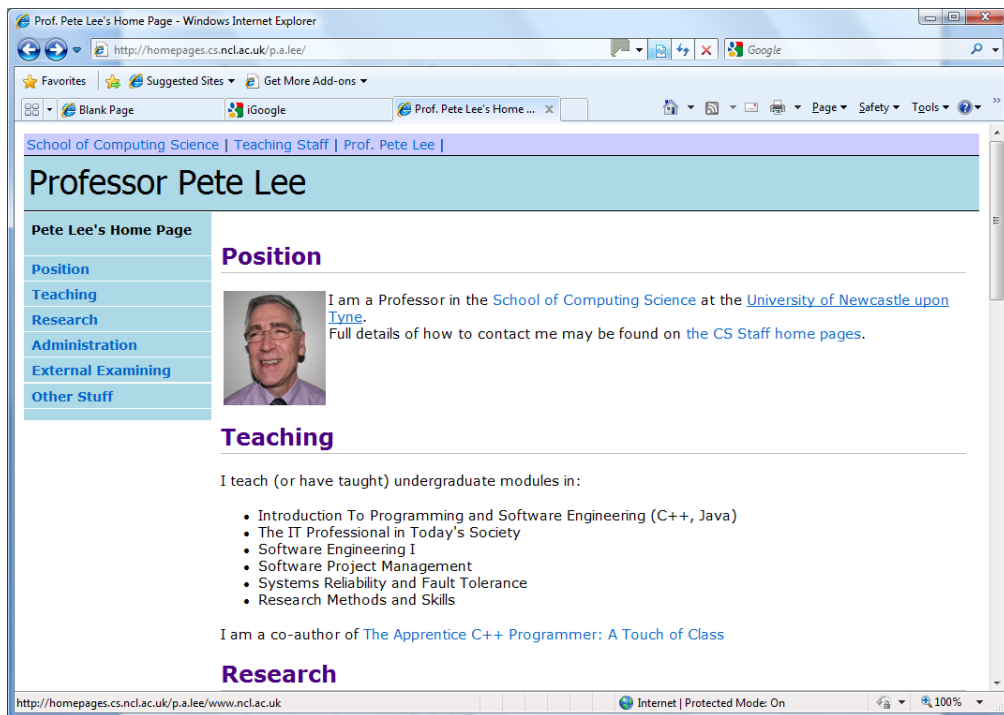 Prof. Pete Lee's Home Page - Windows Internet Explorer
http://homepages.cs.ncl.ac.uk/p.a.lee/
Google
Favorites Suggested Sites Get More Add-ons
Blank Page iGoogle Prof. Pete Lee's Home ... X Page Safety Tools »
School of Computing Science | Teaching Staff | Prof. Pete Lee |
Professor Pete Lee
Pete Lee's Home Page
Position
Teaching
Research
Administration
External Examining
Other Stuff
Position
I am a Professor in the School of Computing Science at the University of Newcastle upon
Tyne.
Full details of how to contact me may be found on the CS Staff home pages.
Teaching
I teach (or have taught) undergraduate modules in:
• Introduction To Programming and Software Engineering (C++, Java)
• The IT Professional in Today's Society
• Software Engineering I
• Software Project Management
• Systems Reliability and Fault Tolerance
• Research Methods and Skills
I am a co-author of The Apprentice C++ Programmer: A Touch of Class
Research
http://homepages.cs.ncl.ac.uk/p.a.lee/www.ncl.ac.uk Internet | Protected Mode: On 100%